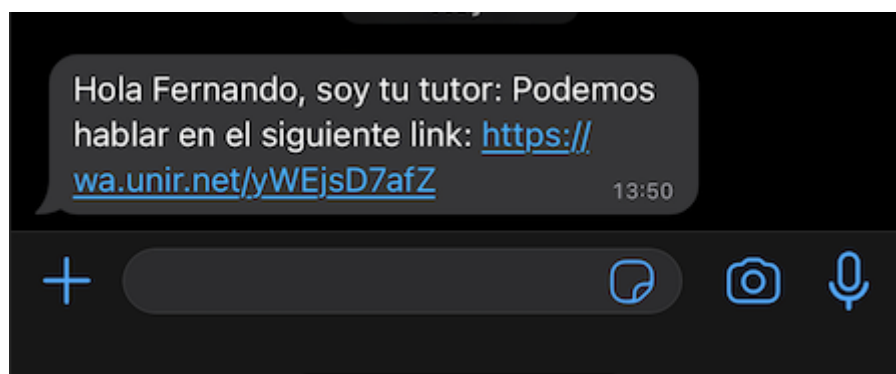 Hola Fernando, soy tu tutor: Podemos
hablar en el siguiente link: https://
wa.unir.net/yWEjsD7afZ
13:50